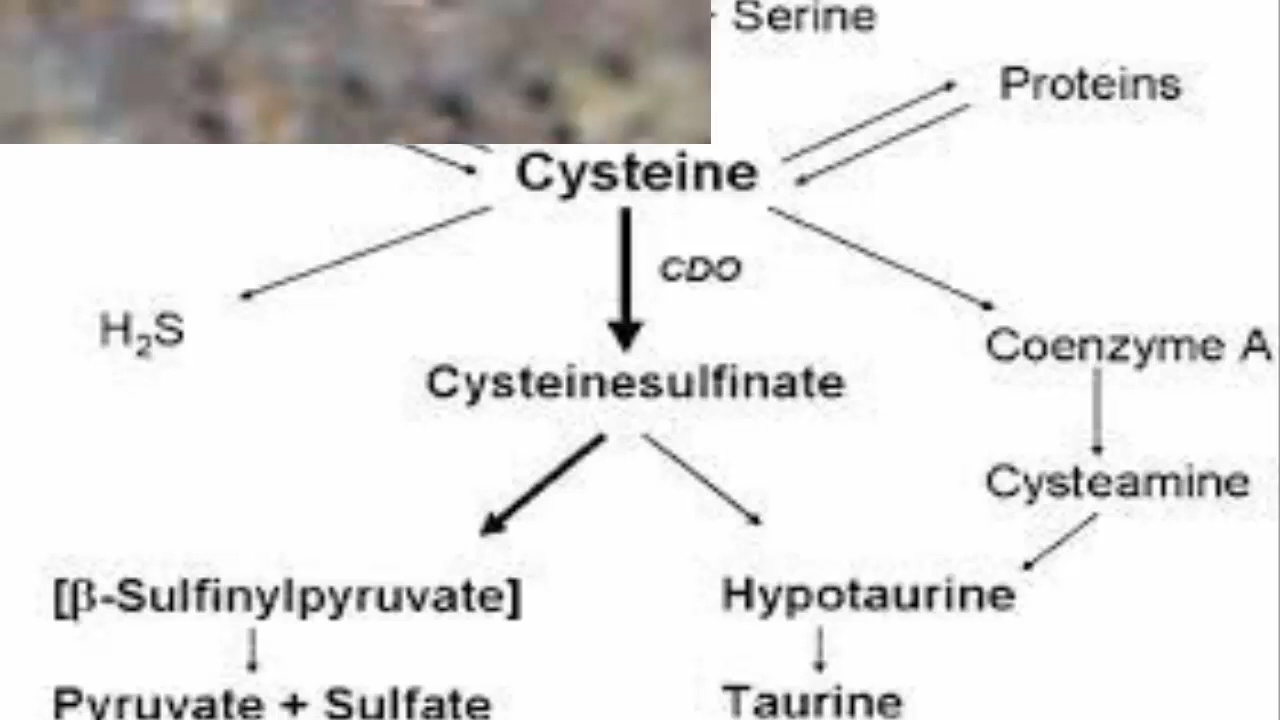 Serine
Proteins
Cysteine
CDO
H₂S
Coenzyme A
Cysteinesulfinate
Cysteamine
[β-Sulfinylpyruvate]
Hypotaurine
Pyruvate + Sulfate
Taurine